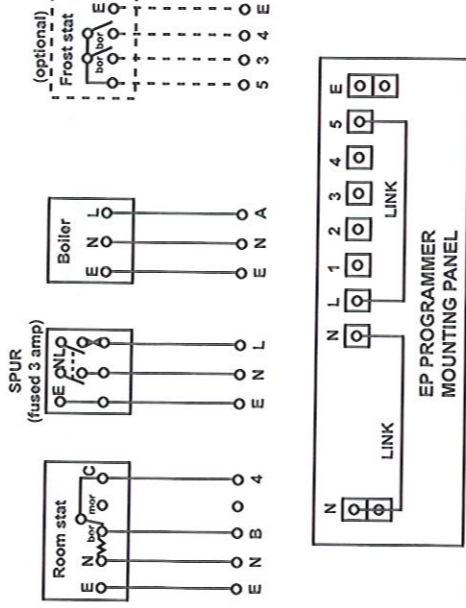 Room stat
E N bor mor C
E N B 4
SPUR
(fused 3 amp)
E N L
E N L
Boiler
E N L
E N A
(optional)
Frost stat
bor bor E
5 3 4 E
N N L 1 2 3 4 5 E
LINK LINK
EP PROGRAMMER
MOUNTING PANEL